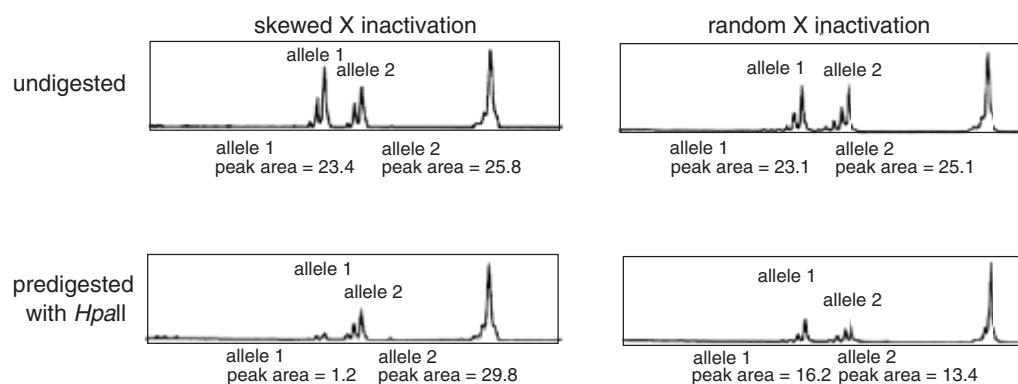 skewed X inactivation
random X inactivation
undigested
allele 1
allele 2
allele 1
allele 2
allele 1
peak area = 23.4
allele 2
peak area = 25.8
allele 1
peak area = 23.1
allele 2
peak area = 25.1
predigested
with HpaII
allele 1
allele 2
allele 1
allele 2
allele 1
peak area = 1.2
allele 2
peak area = 29.8
allele 1
peak area = 16.2
allele 2
peak area = 13.4